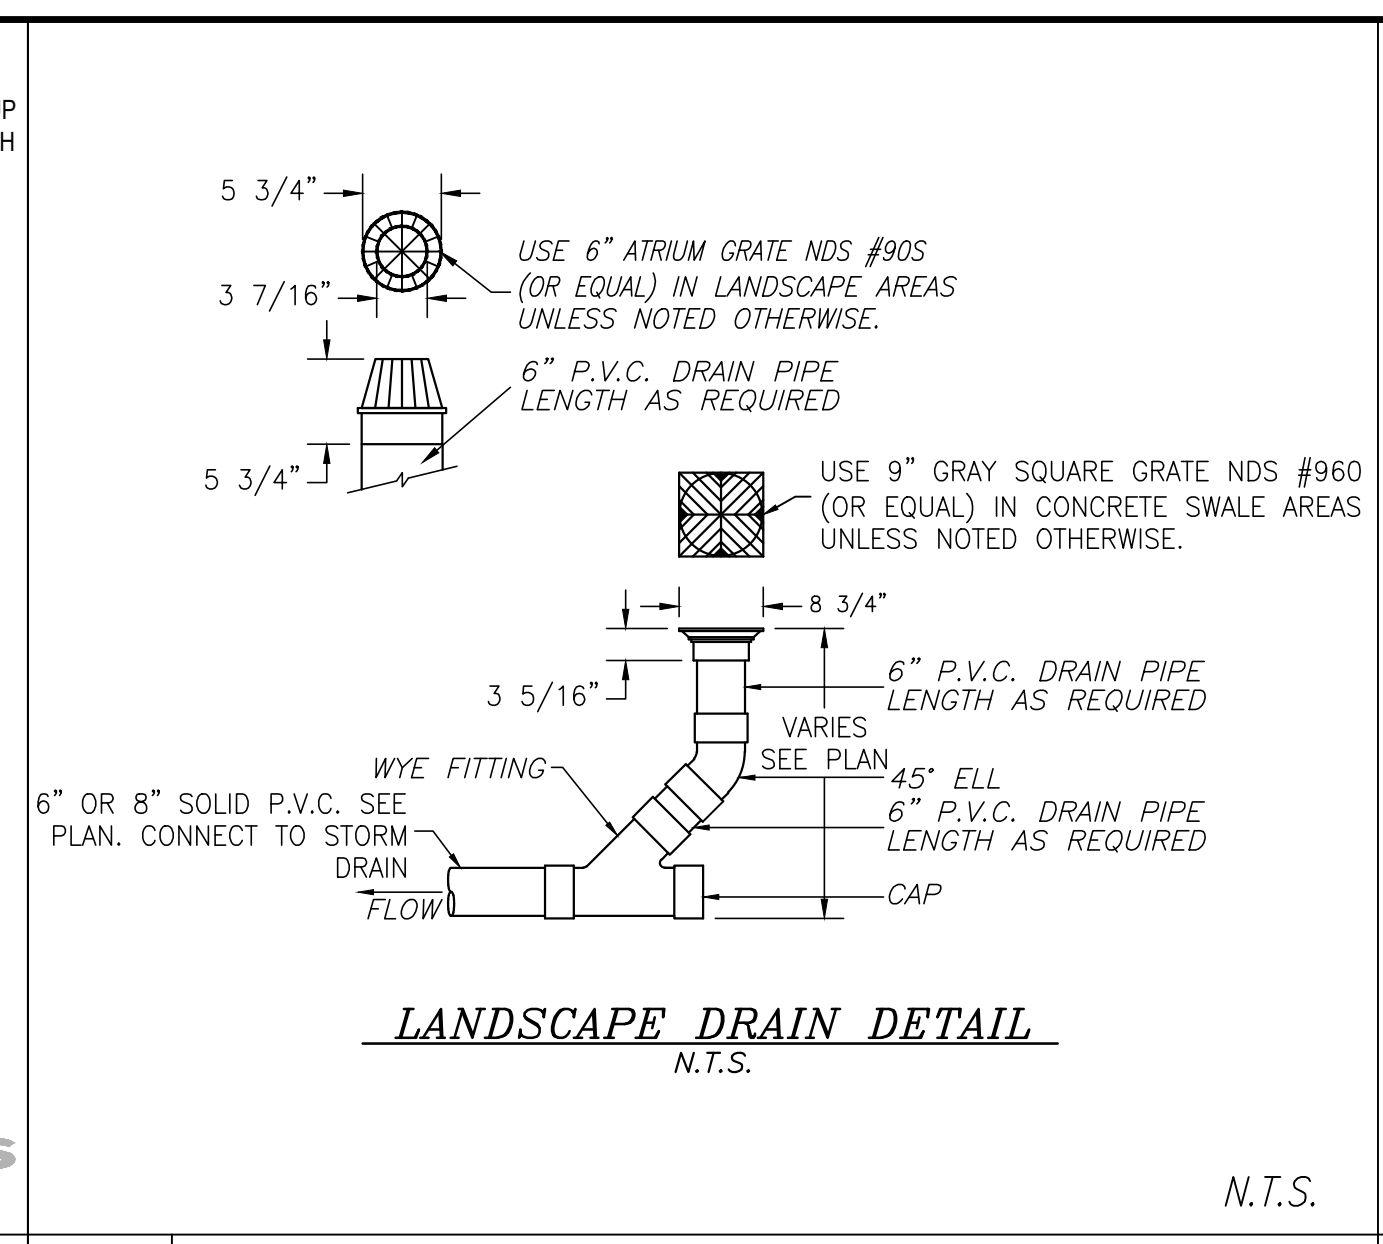 UP
H
5 3/4"
USE 6" ATRIUM GRATE NDS #90S
(OR EQUAL) IN LANDSCAPE AREAS
UNLESS NOTED OTHERWISE.
3 7/16"
6" P.V.C. DRAIN PIPE
LENGTH AS REQUIRED
5 3/4"
USE 9" GRAY SQUARE GRATE NDS #960
(OR EQUAL) IN CONCRETE SWALE AREAS
UNLESS NOTED OTHERWISE.
8 3/4"
3 5/16"
6" P.V.C. DRAIN PIPE
LENGTH AS REQUIRED
VARIES
SEE PLAN
WYE FITTING
45° ELL
6" OR 8" SOLID P.V.C. SEE
PLAN. CONNECT TO STORM
DRAIN
6" P.V.C. DRAIN PIPE
LENGTH AS REQUIRED
FLOW
CAP
LANDSCAPE DRAIN DETAIL
N.T.S.
S
N.T.S.